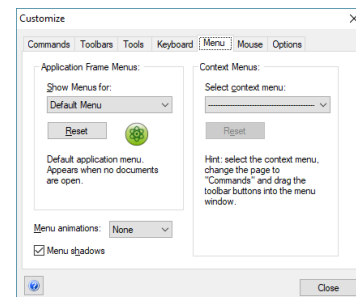 Customize
Commands Toolbars Tools Keyboard Menu Mouse Options
Application Frame Menus:
Show Menus for:
Default Menu
Reset
Default application menu.
Appears when no documents
are open.
Menu animations: None
Menu shadows
Context Menus:
Select context menu:
Reset
Hint: select the context menu,
change the page to
"Commands" and drag the
toolbar buttons into the menu
window.
Close